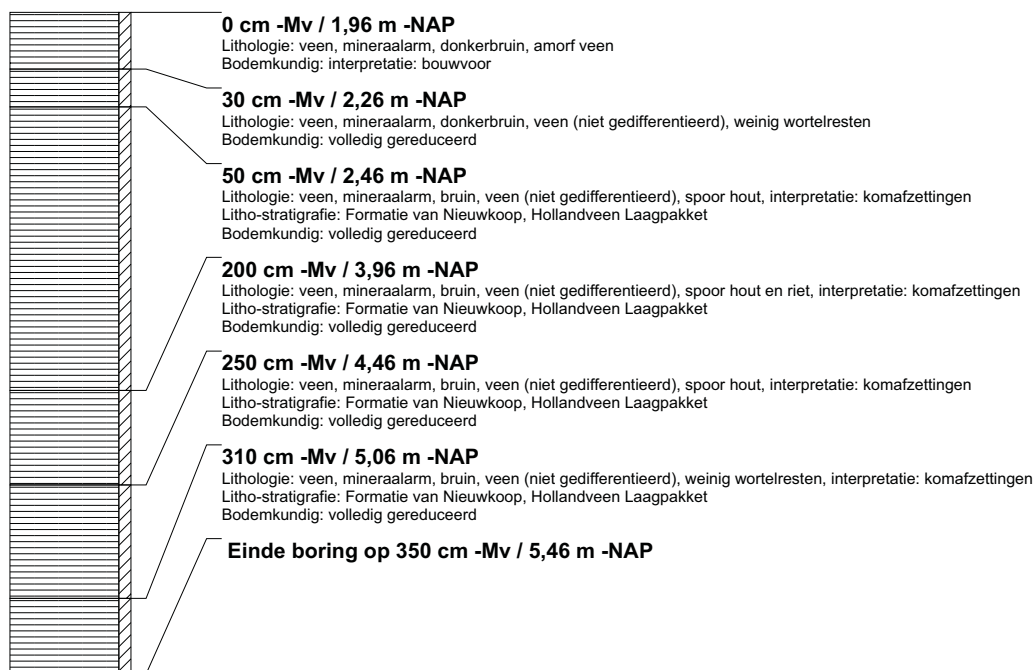 0 cm -Mv / 1,96 m -NAP
Lithologie: veen, mineraalarm, donkerbruin, amorf veen
Bodemkundig: interpretatie: bouwvoor
30 cm -Mv / 2,26 m -NAP
Lithologie: veen, mineraalarm, donkerbruin, veen (niet gedifferentieerd), weinig wortelresten
Bodemkundig: volledig gereduceerd
50 cm -Mv / 2,46 m -NAP
Lithologie: veen, mineraalarm, bruin, veen (niet gedifferentieerd), spoor hout, interpretatie: komafzettingen
Litho-stratigrafie: Formatie van Nieuwkoop, Hollandveen Laagpakket
Bodemkundig: volledig gereduceerd
200 cm -Mv / 3,96 m -NAP
Lithologie: veen, mineraalarm, bruin, veen (niet gedifferentieerd), spoor hout en riet, interpretatie: komafzettingen
Litho-stratigrafie: Formatie van Nieuwkoop, Hollandveen Laagpakket
Bodemkundig: volledig gereduceerd
250 cm -Mv / 4,46 m -NAP
Lithologie: veen, mineraalarm, bruin, veen (niet gedifferentieerd), spoor hout, interpretatie: komafzettingen
Litho-stratigrafie: Formatie van Nieuwkoop, Hollandveen Laagpakket
Bodemkundig: volledig gereduceerd
310 cm -Mv / 5,06 m -NAP
Lithologie: veen, mineraalarm, bruin, veen (niet gedifferentieerd), weinig wortelresten, interpretatie: komafzettingen
Litho-stratigrafie: Formatie van Nieuwkoop, Hollandveen Laagpakket
Bodemkundig: volledig gereduceerd
Einde boring op 350 cm -Mv / 5,46 m -NAP